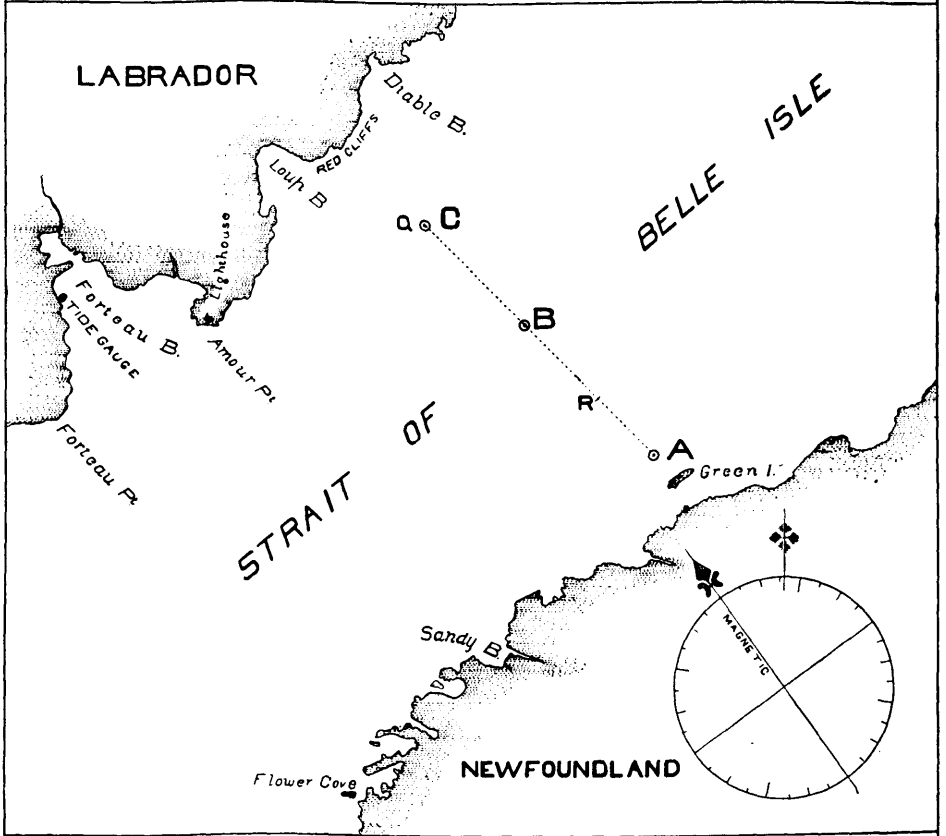 LABRADOR
Diable B.
BELLE ISLE
RED CLIFFS
Loup B
Lighthouse
a C
Forteau B.
TIDE GAUGE
B
Amour Pt
R
STRAIT OF
A
Green I.
Forteau Pt
MAGNETIC
Sandy B.
NEWFOUNDLAND
Flower Cove